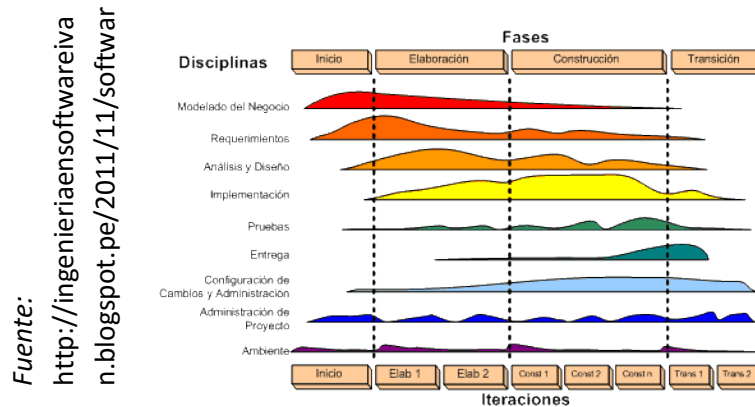 Fuente:
http://ingenieriaensoftwareiva
n.blogspot.pe/2011/11/softwar
Fases
Disciplinas
Inicio
Elaboración
Construcción
Transición
Modelado del Negocio
Requerimientos
Análisis y Diseño
Implementación
Pruebas
Entrega
Configuración de
Cambios y Administración
Administración de
Proyecto
Ambiente
Inicio
Elab 1
Elab 2
Const 1
Const 2
Const n
Trans 1
Trans 2
Iteraciones